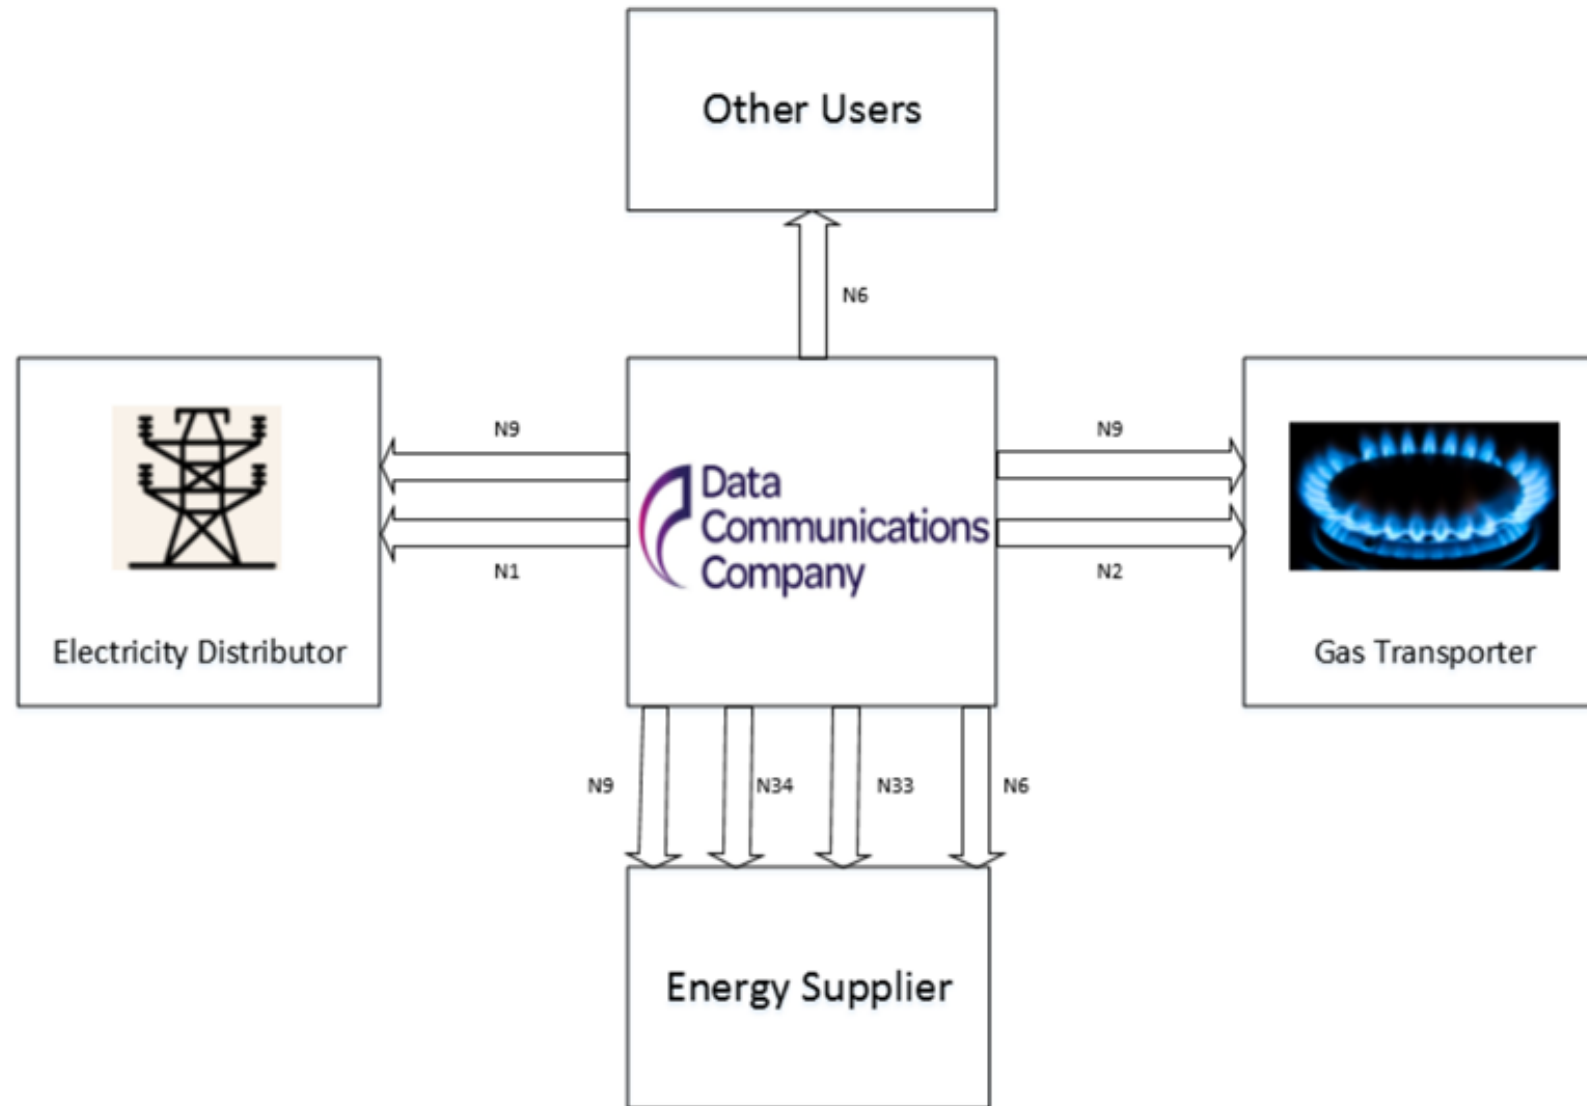 Other Users
N6
N9
N9
Data
Communications
Company
N1
N2
Electricity Distributor
Gas Transporter
N9
N34
N33
N6
Energy Supplier